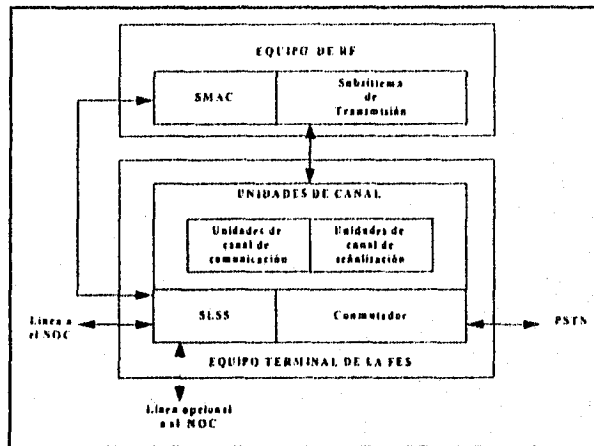 EQUIPO DE RF
SMAC
Subsistema
de
Transmisión
UNIDADES DE CANAL
Unidades de
canal de
comunicación
Unidades de
canal de
señalización
Línea a
el NOC
SLSS
Conmutador
PSTN
EQUIPO TERMINAL DE LA FES
Línea opcional
a el NOC